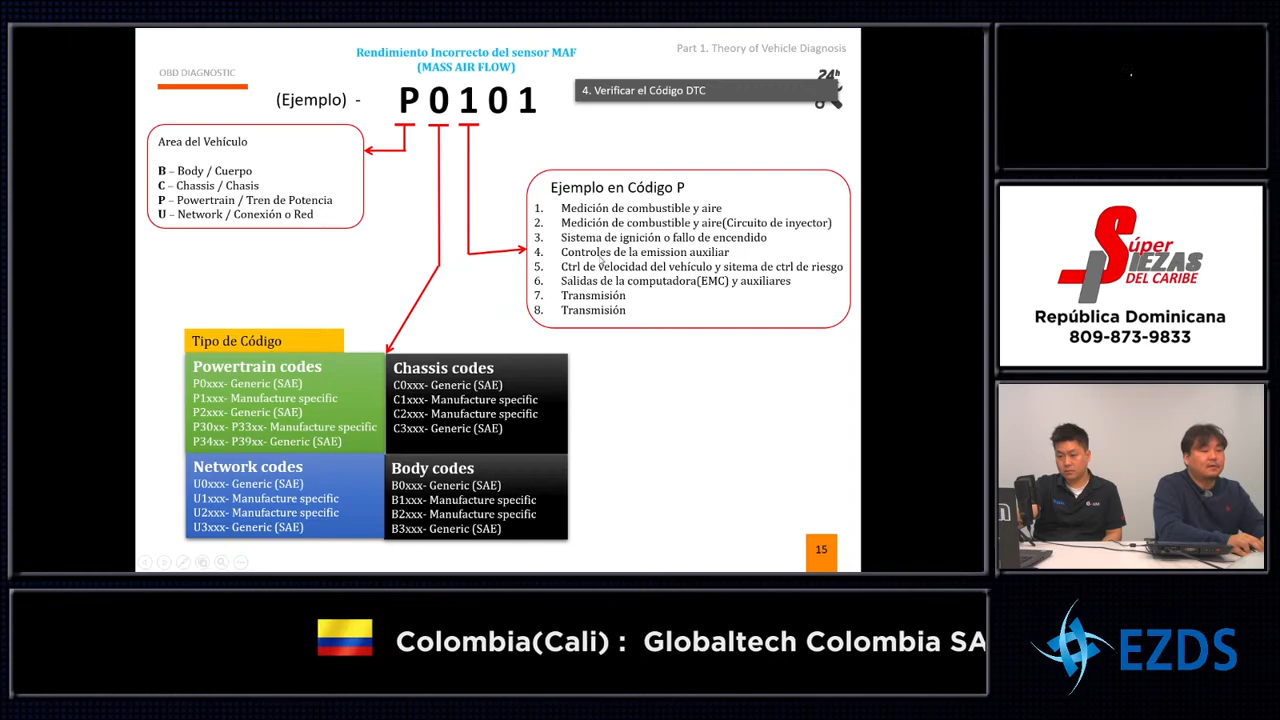 Rendimiento Incorrecto del sensor MAF
(MASS AIR FLOW)
Part 1. Theory of Vehicle Diagnosis
OBD DIAGNOSTIC
(Ejemplo) - P0101
4. Verificar el Código DTC
24h
Area del Vehículo
B – Body / Cuerpo
C – Chassis / Chasis
P – Powertrain / Tren de Potencia
U – Network / Conexión o Red
Ejemplo en Código P
1. Medición de combustible y aire
2. Medición de combustible y aire(Circuito de inyector)
3. Sistema de ignición o fallo de encendido
4. Controles de la emission auxiliar
5. Ctrl de velocidad del vehículo y sitema de ctrl de riesgo
6. Salidas de la computadora(EMC) y auxiliares
7. Transmisión
8. Transmisión
Tipo de Código
Powertrain codes
P0xxx- Generic (SAE)
P1xxx- Manufacture specific
P2xxx- Generic (SAE)
P30xx- P33xx- Manufacture specific
P34xx- P39xx- Generic (SAE)
Chassis codes
C0xxx- Generic (SAE)
C1xxx- Manufacture specific
C2xxx- Manufacture specific
C3xxx- Generic (SAE)
Network codes
U0xxx- Generic (SAE)
U1xxx- Manufacture specific
U2xxx- Manufacture specific
U3xxx- Generic (SAE)
Body codes
B0xxx- Generic (SAE)
B1xxx- Manufacture specific
B2xxx- Manufacture specific
B3xxx- Generic (SAE)
15
Súper
PIEZAS
DEL CARIBE
República Dominicana
809-873-9833
Colombia(Cali) : Globaltech Colombia SA
EZDS